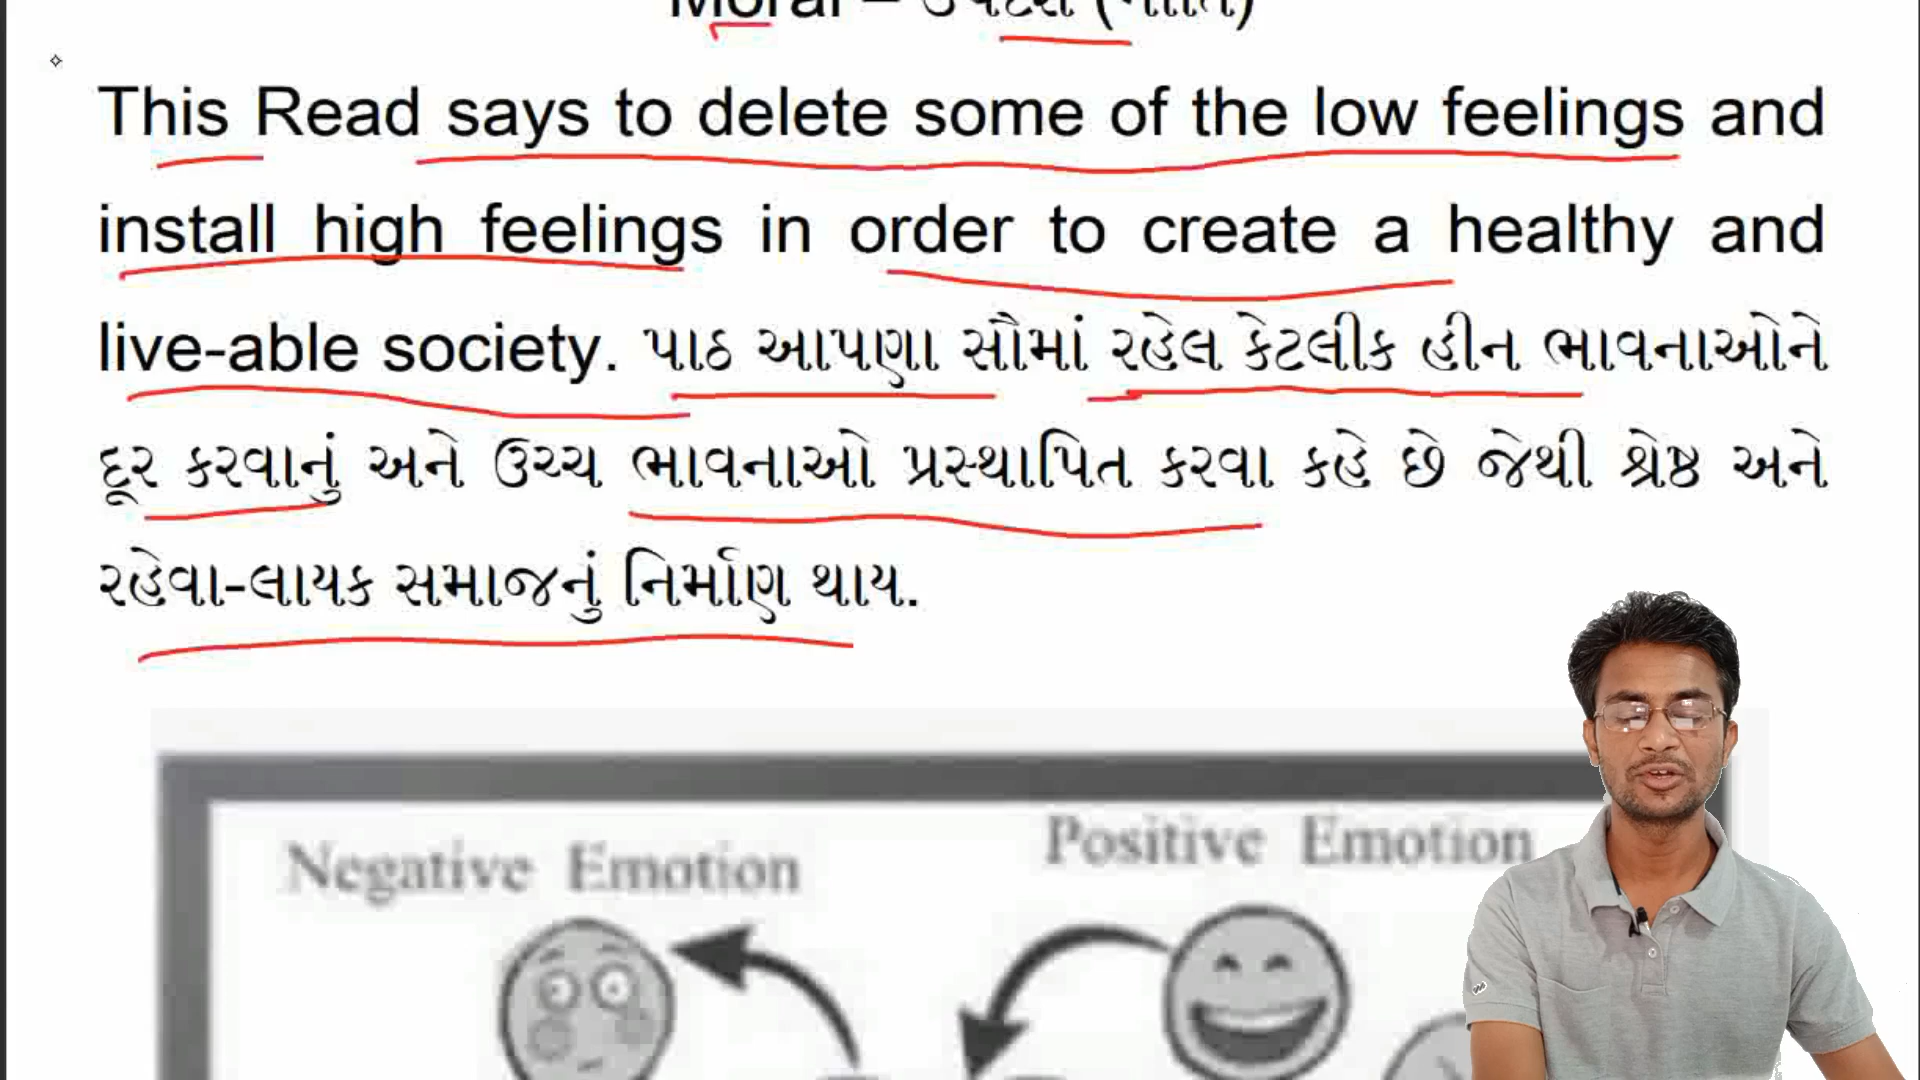 Moral – ઉપદેશ (નીતિ)
This Read says to delete some of the low feelings and
install high feelings in order to create a healthy and
live-able society. પાઠ આપણા સૌમાં રહેલ કેટલીક હીન ભાવનાઓને
દૂર કરવાનું અને ઉચ્ચ ભાવનાઓ પ્રસ્થાપિત કરવા કહે છે જેથી શ્રેષ્ઠ અને
રહેવા-લાયક સમાજનું નિર્માણ થાય.
Negative Emotion
Positive Emotion